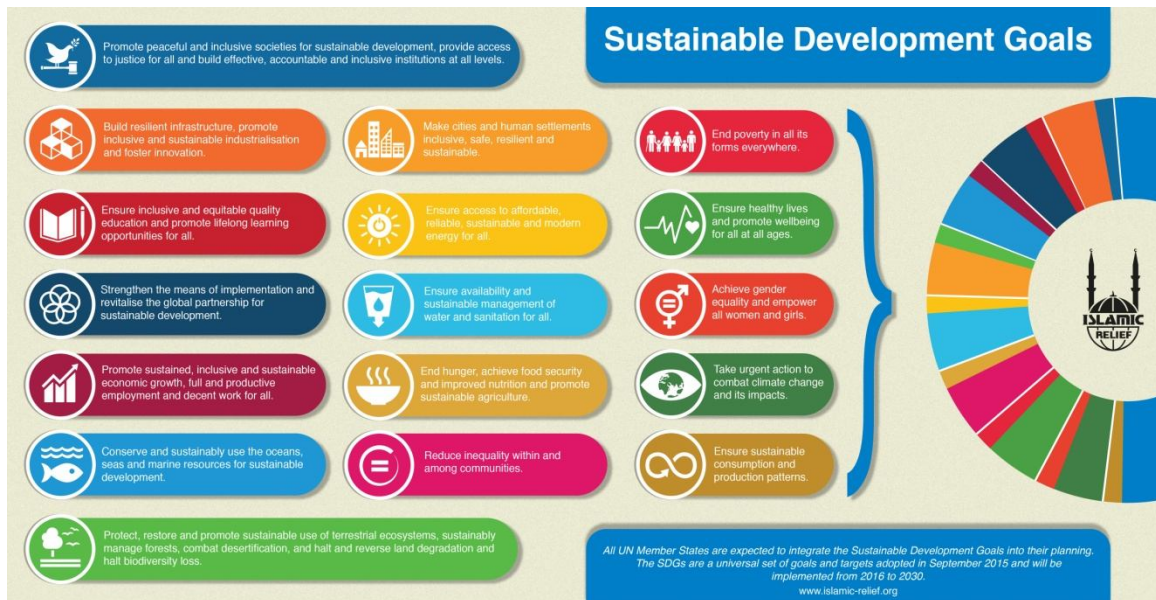 Sustainable Development Goals
Promote peaceful and inclusive societies for sustainable development, provide access
to justice for all and build effective, accountable and inclusive institutions at all levels.
Build resilient infrastructure, promote
inclusive and sustainable industrialisation
and foster innovation.
Make cities and human settlements
inclusive, safe, resilient and
sustainable.
End poverty in all its
forms everywhere.
Ensure inclusive and equitable quality
education and promote lifelong learning
opportunities for all.
Ensure access to affordable,
reliable, sustainable and modern
energy for all.
Ensure healthy lives
and promote wellbeing
for all at all ages.
Strengthen the means of implementation and
revitalise the global partnership for
sustainable development.
Ensure availability and
sustainable management of
water and sanitation for all.
Achieve gender
equality and empower
all women and girls.
Promote sustained, inclusive and sustainable
economic growth, full and productive
employment and decent work for all.
End hunger, achieve food security
and improved nutrition and promote
sustainable agriculture.
Take urgent action to
combat climate change
and its impacts.
Conserve and sustainably use the oceans,
seas and marine resources for sustainable
development.
Reduce inequality within and
among communities.
Ensure sustainable
consumption and
production patterns.
Protect, restore and promote sustainable use of terrestrial ecosystems, sustainably
manage forests, combat desertification, and halt and reverse land degradation and
halt biodiversity loss.
ISLAMIC
RELIEF
All UN Member States are expected to integrate the Sustainable Development Goals into their planning.
The SDGs are a universal set of goals and targets adopted in September 2015 and will be
implemented from 2016 to 2030.
www.islamic-relief.org